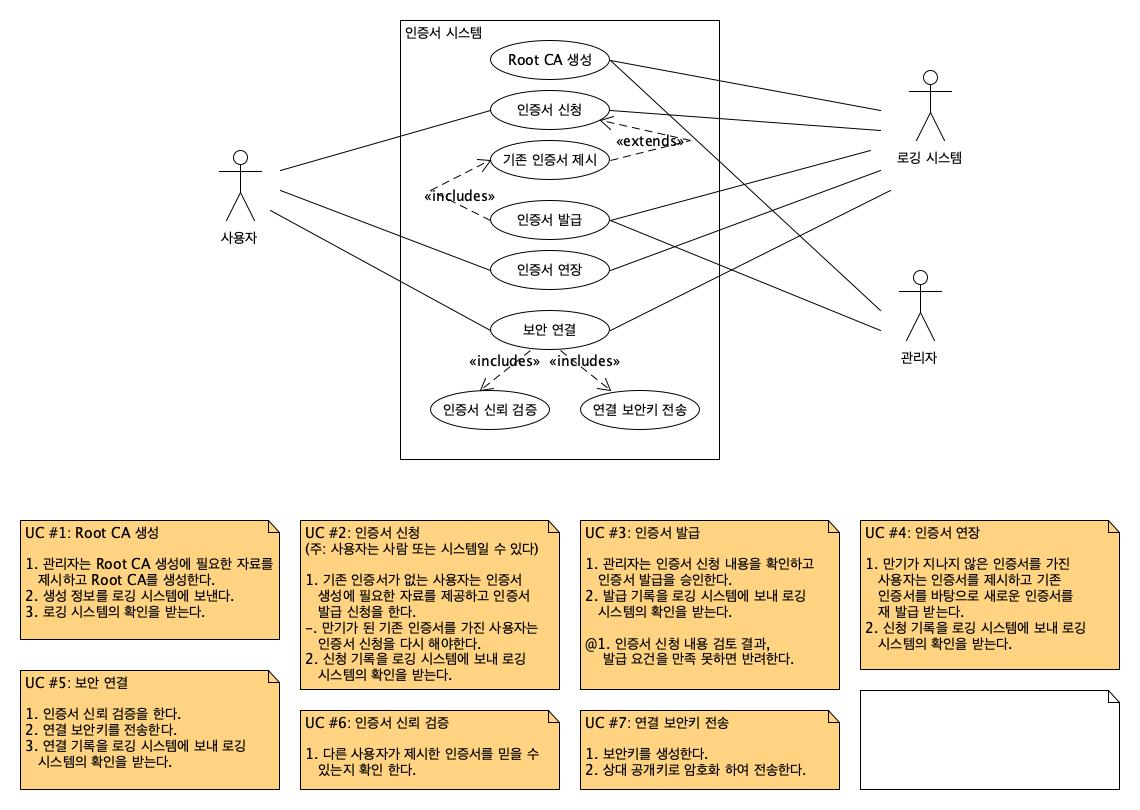 인증서 시스템
Root CA 생성
인증서 신청
«extends»
기존 인증서 제시
«includes»
인증서 발급
인증서 연장
보안 연결
«includes»
«includes»
인증서 신뢰 검증
연결 보안키 전송
사용자
로깅 시스템
관리자
UC #1: Root CA 생성
1. 관리자는 Root CA 생성에 필요한 자료를
제시하고 Root CA를 생성한다.
2. 생성 정보를 로깅 시스템에 보낸다.
3. 로깅 시스템의 확인을 받는다.
UC #2: 인증서 신청
(주: 사용자는 사람 또는 시스템일 수 있다)
1. 기존 인증서가 없는 사용자는 인증서
생성에 필요한 자료를 제공하고 인증서
발급 신청을 한다.
-. 만기가 된 기존 인증서를 가진 사용자는
인증서 신청을 다시 해야한다.
2. 신청 기록을 로깅 시스템에 보내 로깅
시스템의 확인을 받는다.
UC #3: 인증서 발급
1. 관리자는 인증서 신청 내용을 확인하고
인증서 발급을 승인한다.
2. 발급 기록을 로깅 시스템에 보내 로깅
시스템의 확인을 받는다.
@1. 인증서 신청 내용 검토 결과,
발급 요건을 만족 못하면 반려한다.
UC #4: 인증서 연장
1. 만기가 지나지 않은 인증서를 가진
사용자는 인증서를 제시하고 기존
인증서를 바탕으로 새로운 인증서를
재 발급 받는다.
2. 신청 기록을 로깅 시스템에 보내 로깅
시스템의 확인을 받는다.
UC #5: 보안 연결
1. 인증서 신뢰 검증을 한다.
2. 연결 보안키를 전송한다.
3. 연결 기록을 로깅 시스템에 보내 로깅
시스템의 확인을 받는다.
UC #6: 인증서 신뢰 검증
1. 다른 사용자가 제시한 인증서를 믿을 수
있는지 확인 한다.
UC #7: 연결 보안키 전송
1. 보안키를 생성한다.
2. 상대 공개키로 암호화 하여 전송한다.